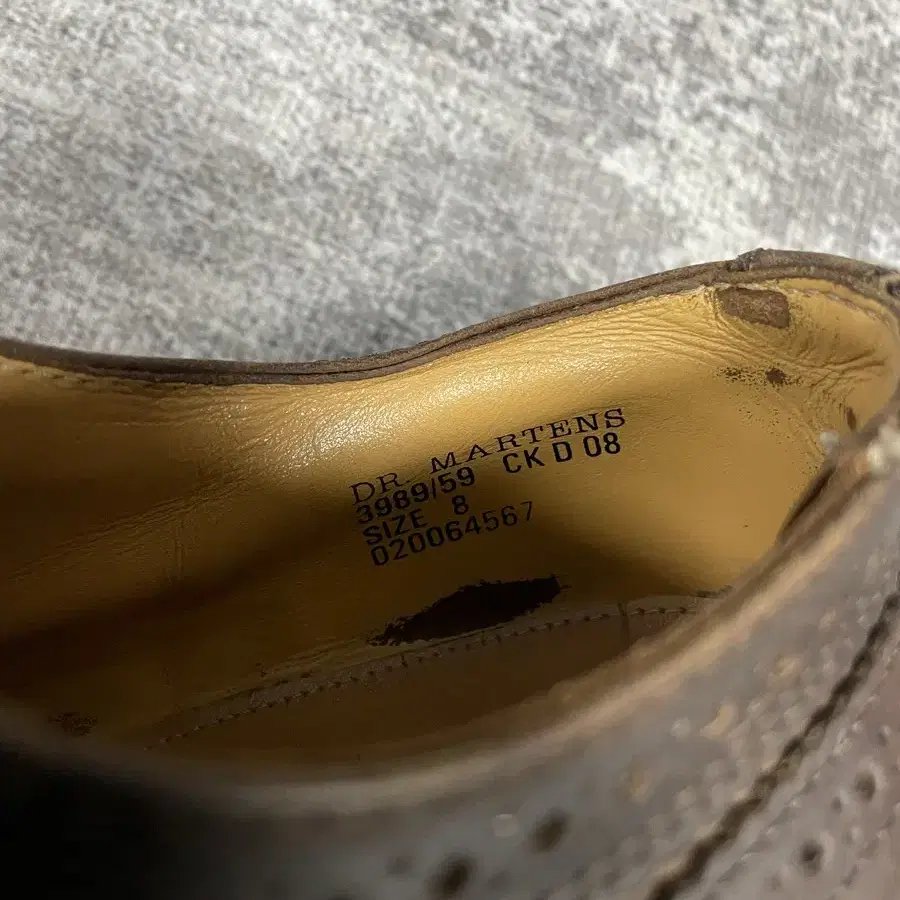 DR. MARTENS
3989/59 CK D 08
SIZE 8
020064567